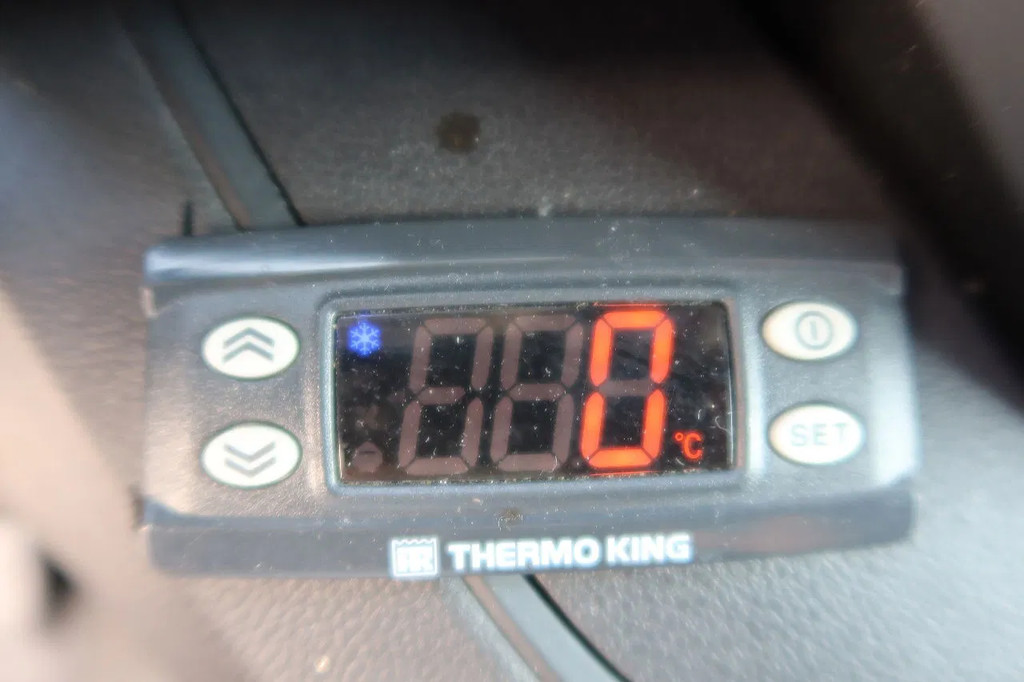 0 °C
SET
THERMO KING